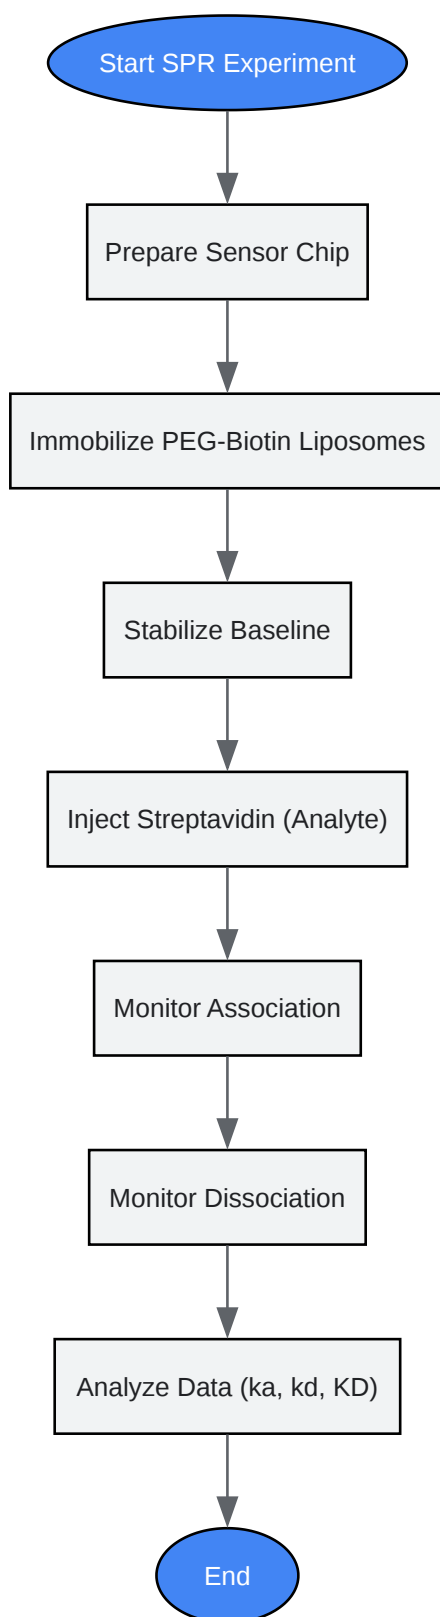 Start SPR Experiment
Prepare Sensor Chip
Immobilize PEG-Biotin Liposomes
Stabilize Baseline
Inject Streptavidin (Analyte)
Monitor Association
Monitor Dissociation
Analyze Data (ka, kd, KD)
End